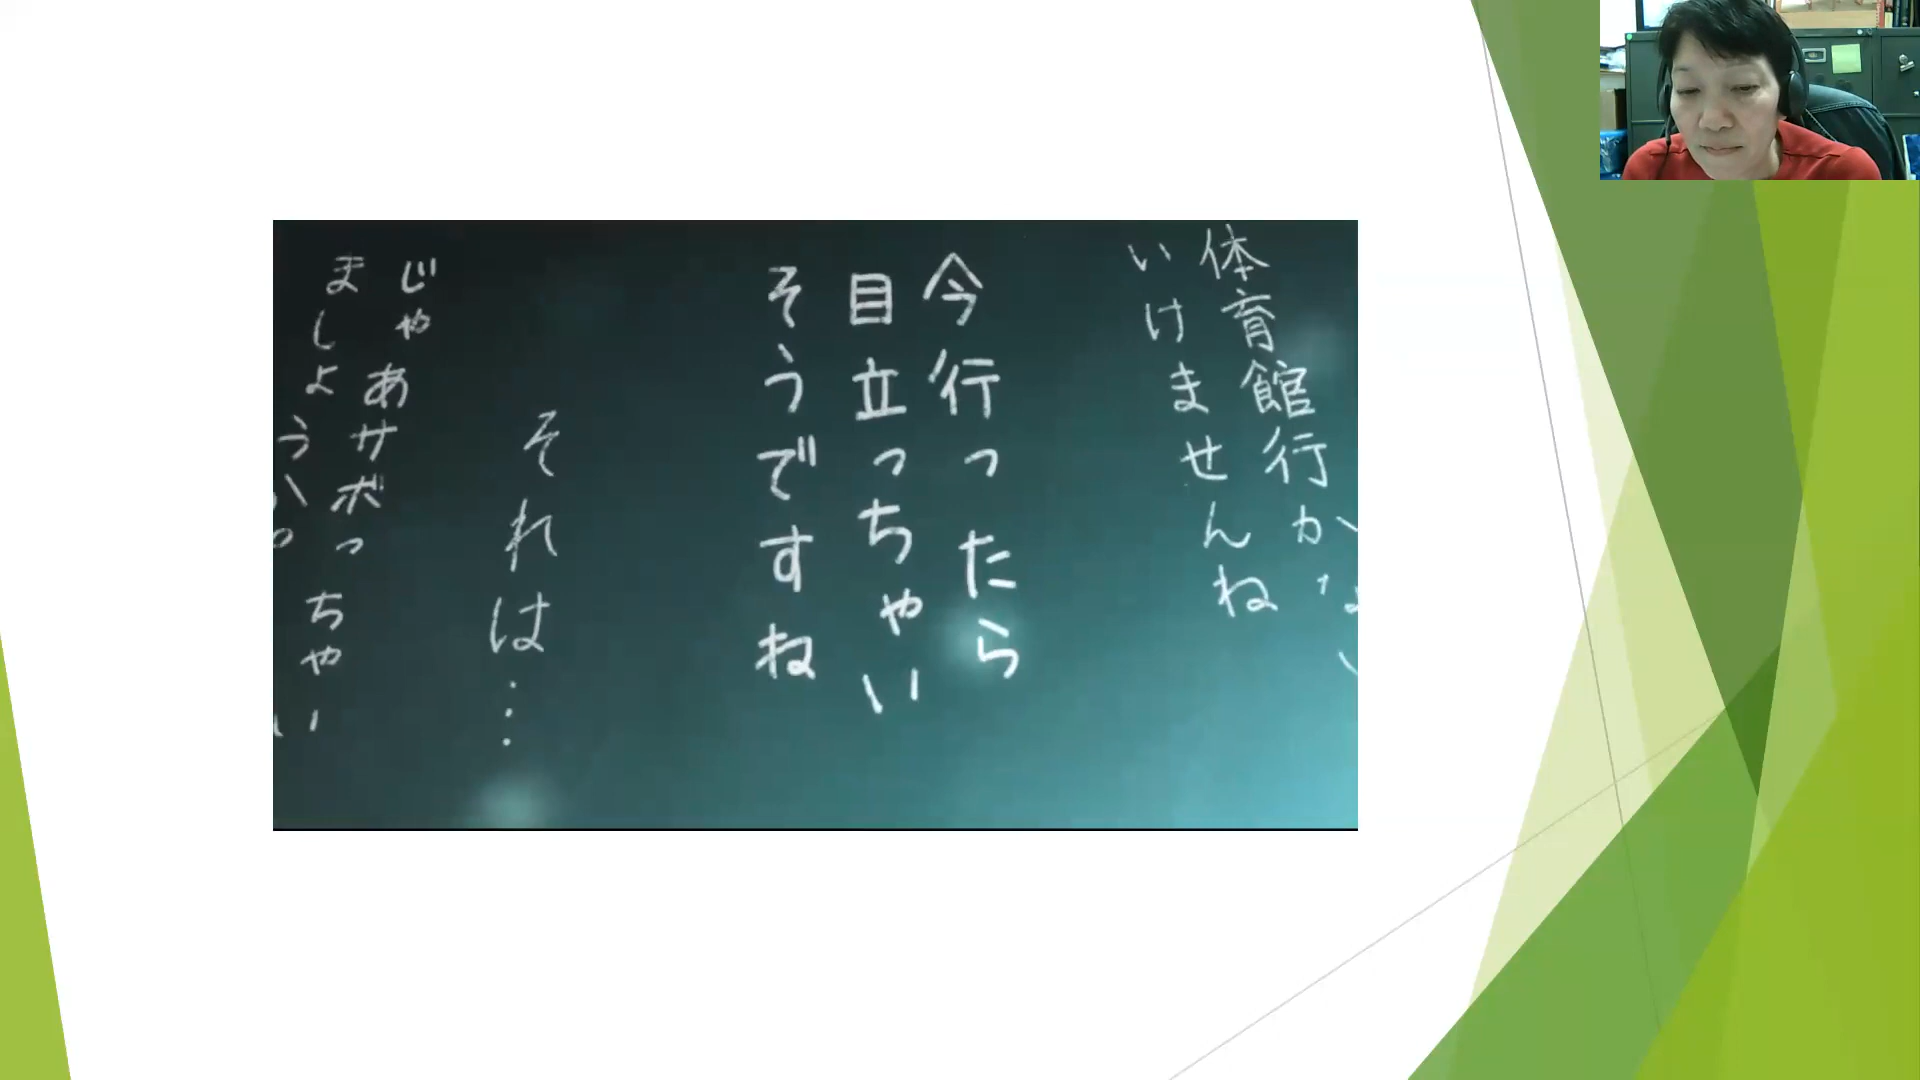 体育館行かない
いけませんね
今行ったら
目立っちゃい
そうですね
それは…
じゃあサボっちゃい
ましょうか